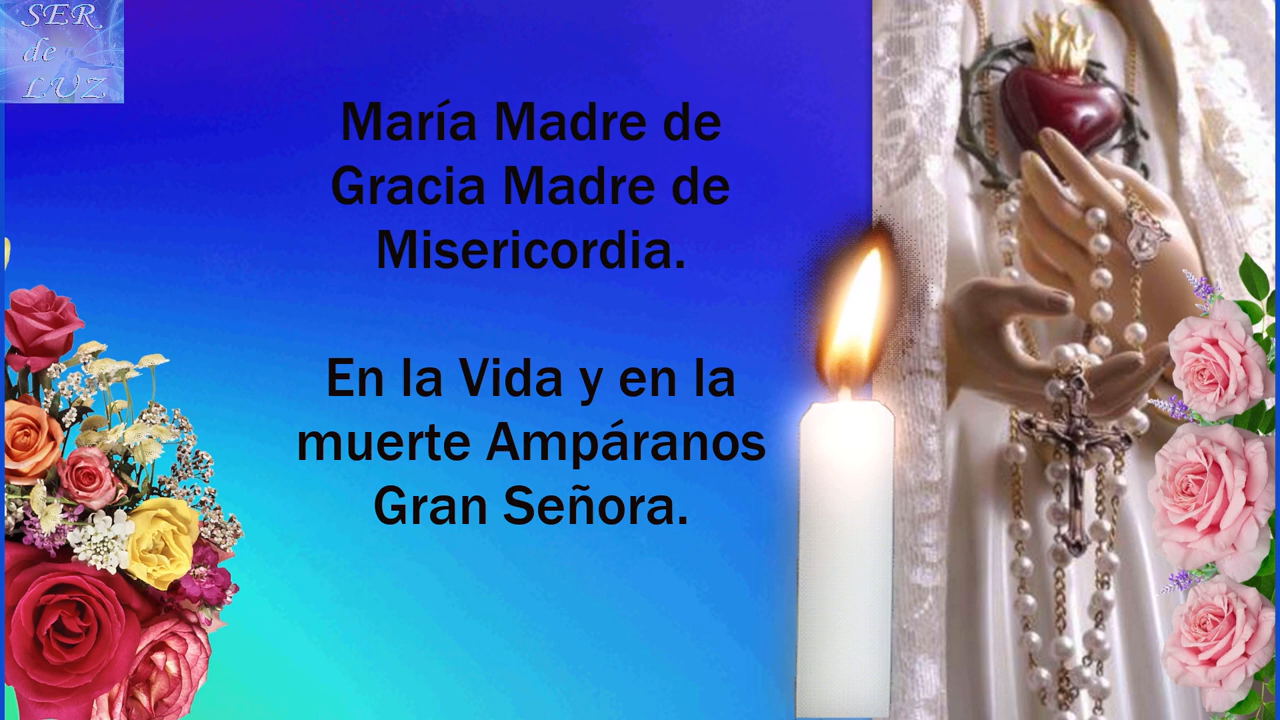 SER
de
LUZ
María Madre de
Gracia Madre de
Misericordia.
En la Vida y en la
muerte Ampáranos
Gran Señora.